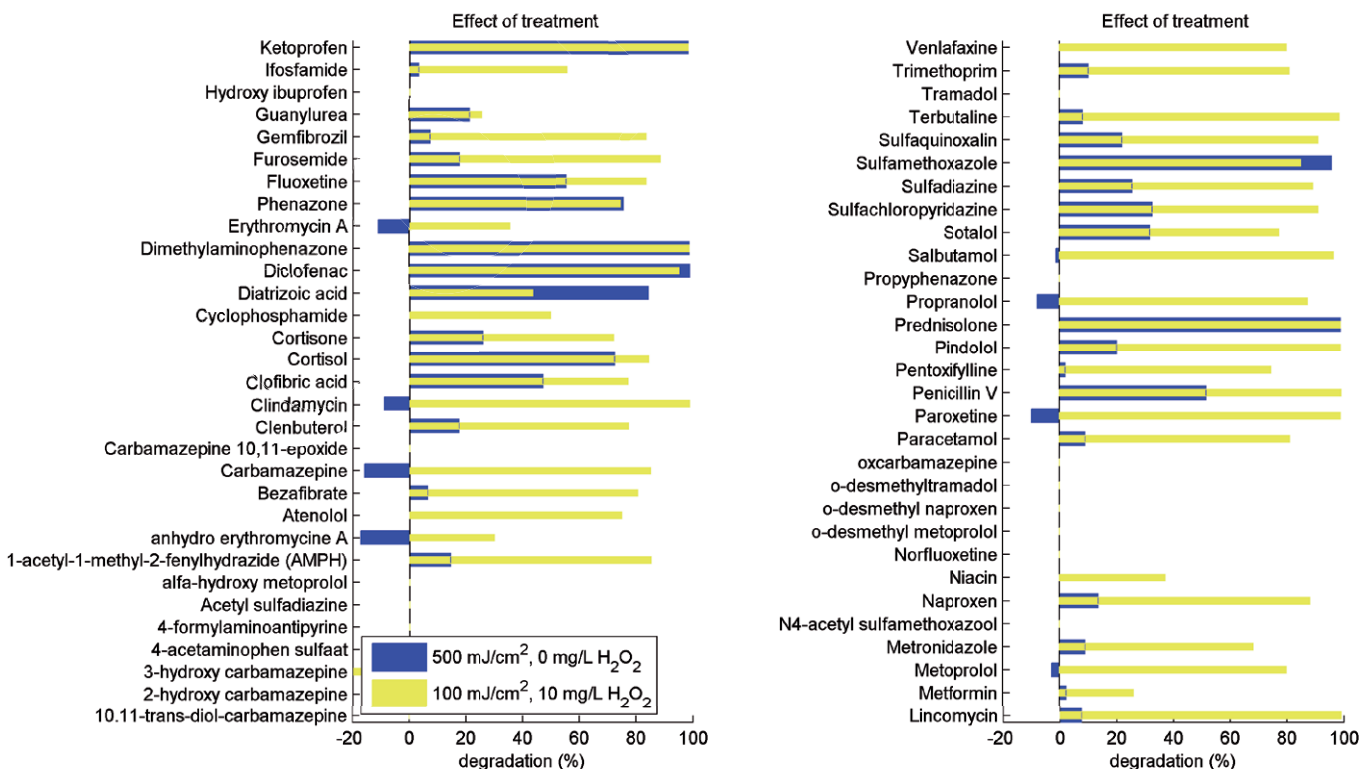 Effect of treatment
Ketoprofen
Ifosfamide
Hydroxy ibuprofen
Guanylurea
Gemfibrozil
Furosemide
Fluoxetine
Phenazone
Erythromycin A
Dimethylaminophenazone
Diclofenac
Diatrizoic acid
Cyclophosphamide
Cortisone
Cortisol
Clofibric acid
Clindamycin
Clenbuterol
Carbamazepine 10,11-epoxide
Carbamazepine
Bezafibrate
Atenolol
anhydro erythromycine A
1-acetyl-1-methyl-2-fenylhydrazide (AMPH)
alfa-hydroxy metoprolol
Acetyl sulfadiazine
4-formylaminoantipyrine
4-acetaminophen sulfaat
3-hydroxy carbamazepine
2-hydroxy carbamazepine
10.11-trans-diol-carbamazepine
500 mJ/cm², 0 mg/L H₂O₂
100 mJ/cm², 10 mg/L H₂O₂
-20 0 20 40 60 80 100
degradation (%)
Effect of treatment
Venlafaxine
Trimethoprim
Tramadol
Terbutaline
Sulfaquinoxalin
Sulfamethoxazole
Sulfadiazine
Sulfachloropyridazine
Sotalol
Salbutamol
Propyphenazone
Propranolol
Prednisolone
Pindolol
Pentoxifylline
Penicillin V
Paroxetine
Paracetamol
oxcarbamazepine
o-desmethyltramadol
o-desmethyl naproxen
o-desmethyl metoprolol
Norfluoxetine
Niacin
Naproxen
N4-acetyl sulfamethoxazool
Metronidazole
Metoprolol
Metformin
Lincomycin
-20 0 20 40 60 80 100
degradation (%)